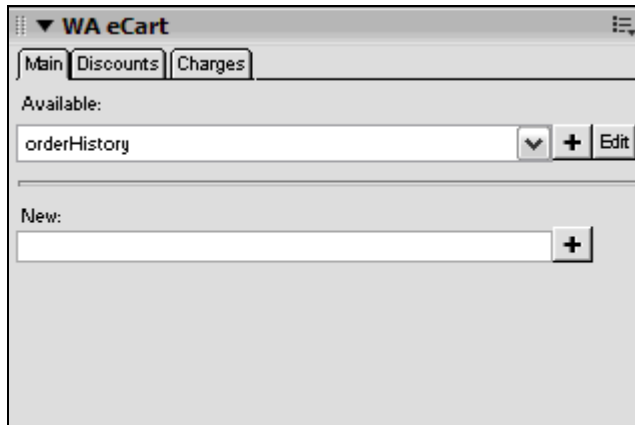 WA eCart
Main Discounts Charges
Available:
orderHistory + Edit
New:
+